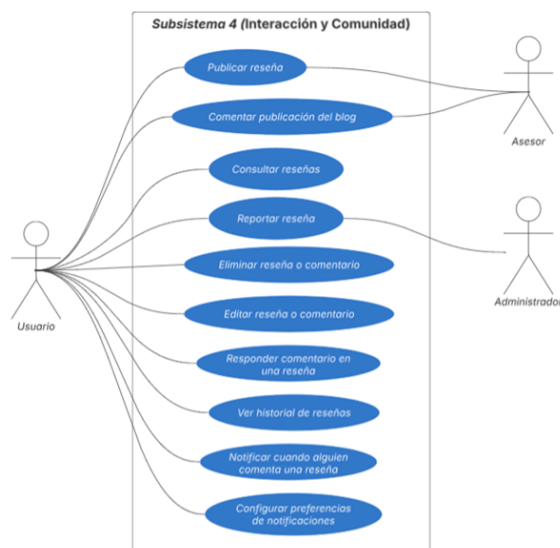 Subsistema 4 (Interacción y Comunidad)
Publicar reseña
Comentar publicación del blog
Asesor
Consultar reseñas
Reportar reseña
Administrador
Eliminar reseña o comentario
Usuario
Editar reseña o comentario
Responder comentario en
una reseña
Ver historial de reseñas
Notificar cuando alguien
comenta una reseña
Configurar preferencias
de notificaciones